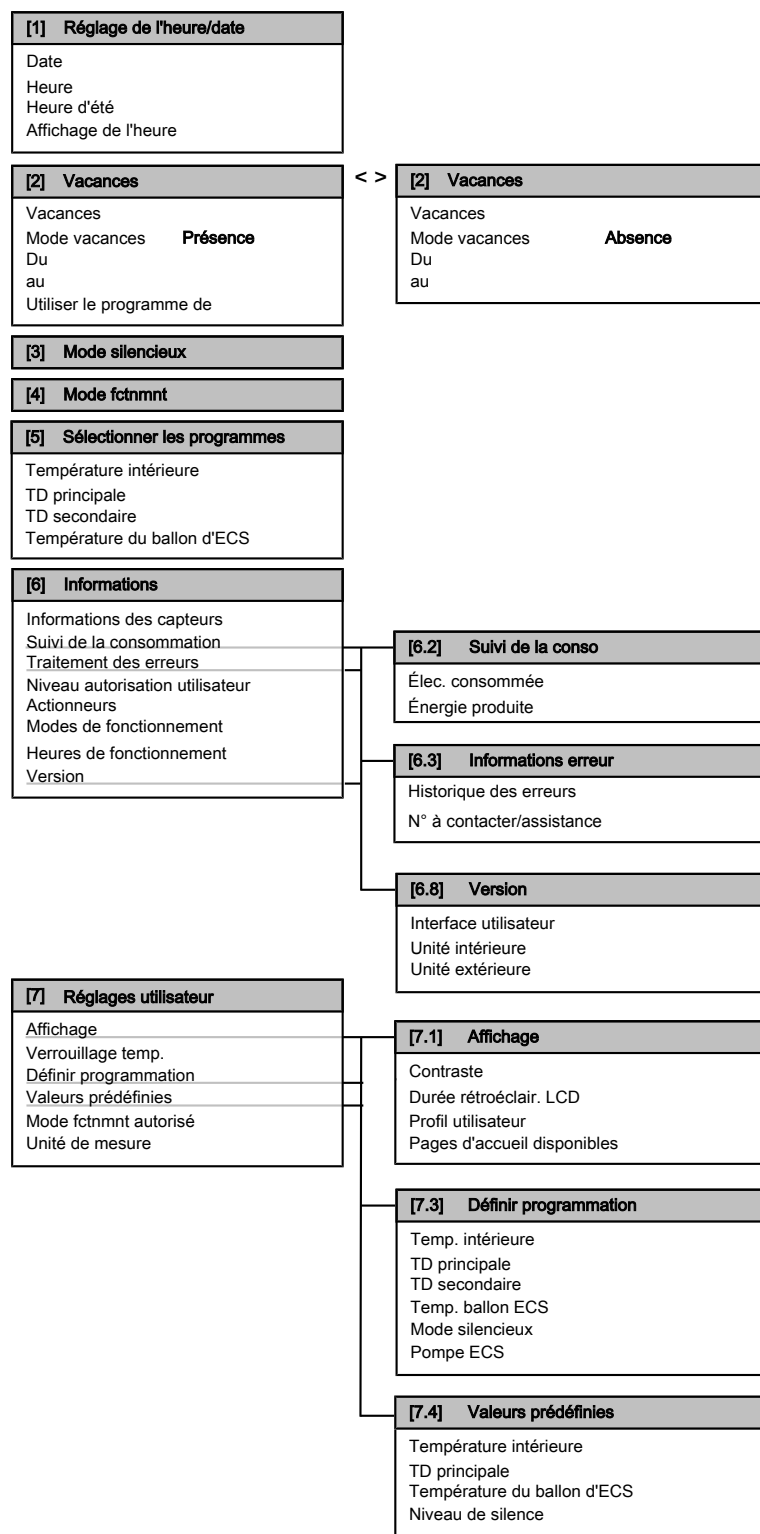 [1] Réglage de l'heure/date
Date
Heure
Heure d'été
Affichage de l'heure
[2] Vacances
Vacances
Mode vacances Présence
Du
au
Utiliser le programme de
< >
[2] Vacances
Vacances
Mode vacances Absence
Du
au
[3] Mode silencieux
[4] Mode fctnmnt
[5] Sélectionner les programmes
Température intérieure
TD principale
TD secondaire
Température du ballon d'ECS
[6] Informations
Informations des capteurs
Suivi de la consommation
Traitement des erreurs
Niveau autorisation utilisateur
Actionneurs
Modes de fonctionnement
Heures de fonctionnement
Version
[6.2] Suivi de la conso
Élec. consommée
Énergie produite
[6.3] Informations erreur
Historique des erreurs
N° à contacter/assistance
[6.8] Version
Interface utilisateur
Unité intérieure
Unité extérieure
[7] Réglages utilisateur
Affichage
Verrouillage temp.
Définir programmation
Valeurs prédéfinies
Mode fctnmnt autorisé
Unité de mesure
[7.1] Affichage
Contraste
Durée rétroéclair. LCD
Profil utilisateur
Pages d'accueil disponibles
[7.3] Définir programmation
Temp. intérieure
TD principale
TD secondaire
Temp. ballon ECS
Mode silencieux
Pompe ECS
[7.4] Valeurs prédéfinies
Température intérieure
TD principale
Température du ballon d'ECS
Niveau de silence